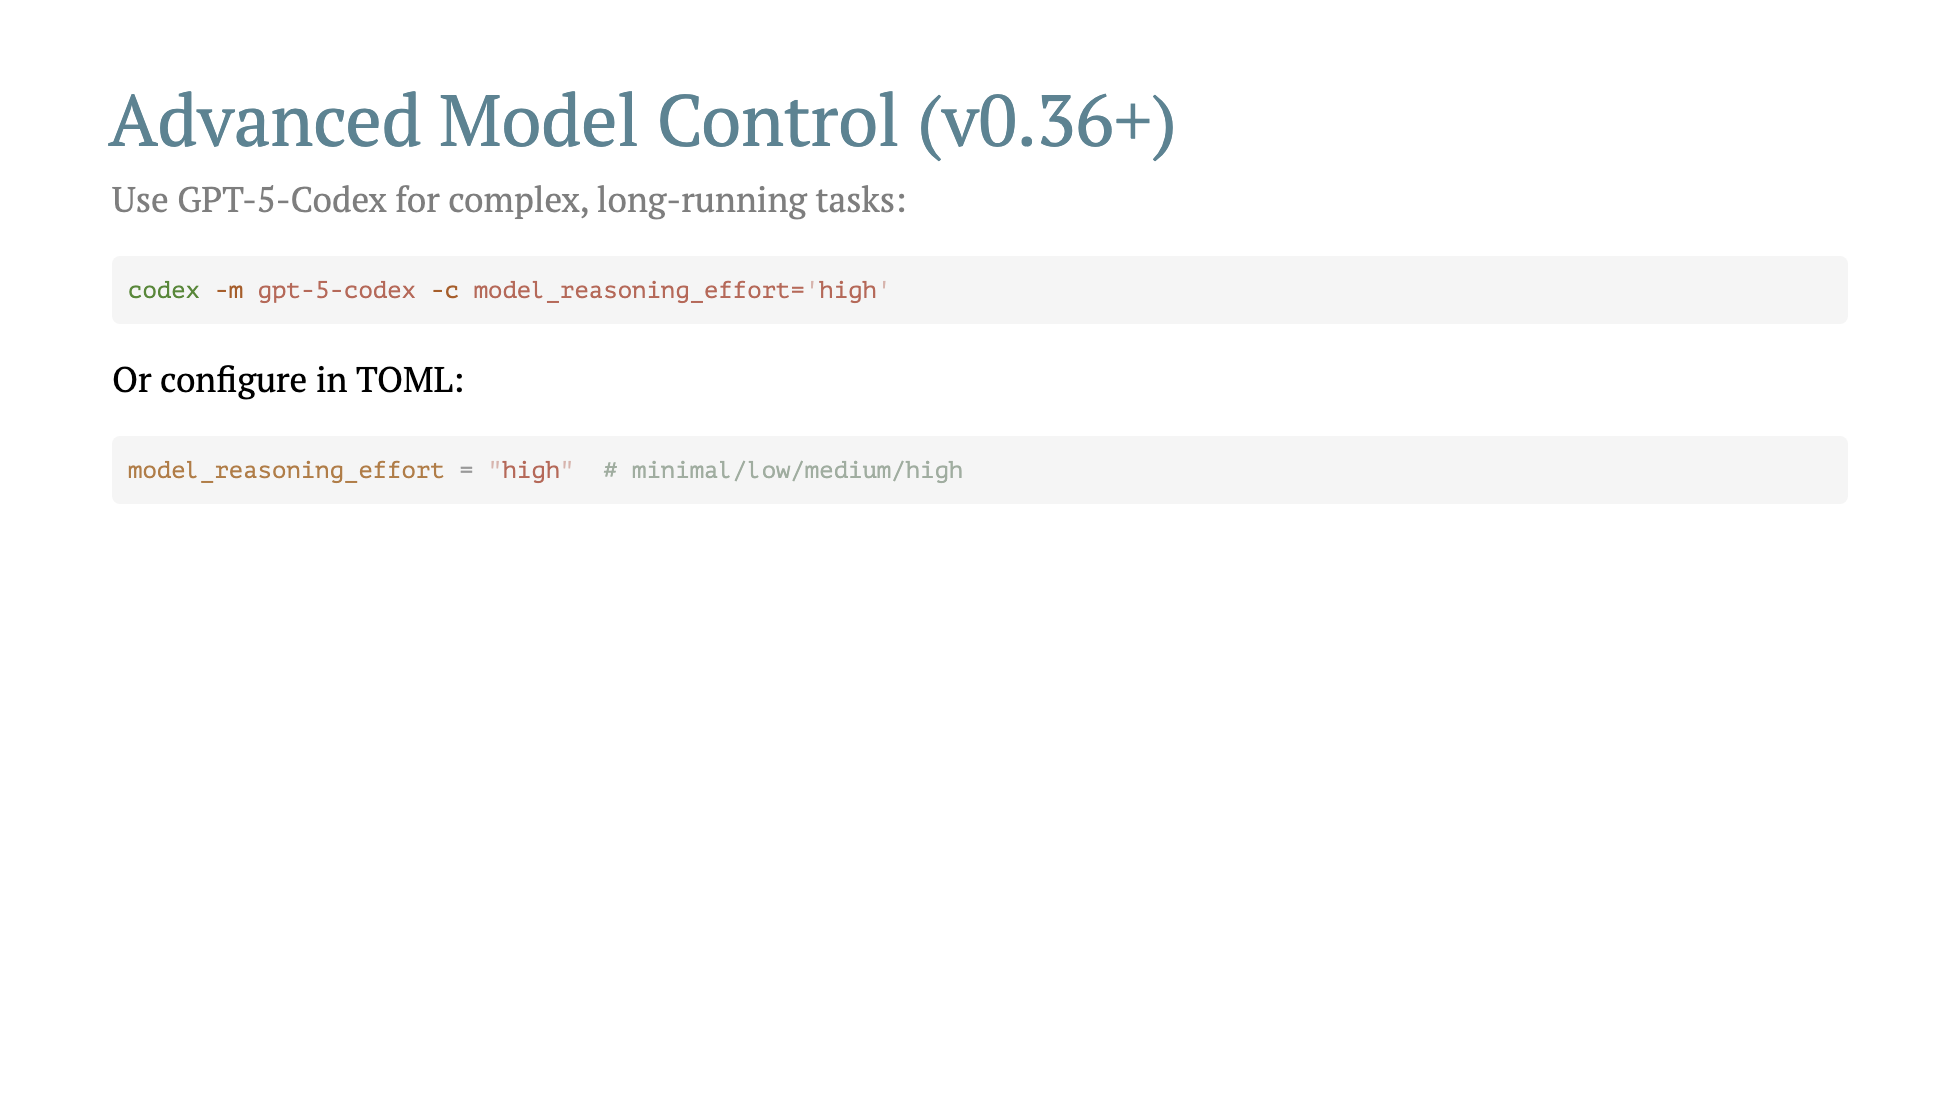 Advanced Model Control (v0.36+)
Use GPT-5-Codex for complex, long-running tasks:
codex -m gpt-5-codex -c model_reasoning_effort='high'
Or configure in TOML:
model_reasoning_effort = "high"  # minimal/low/medium/high